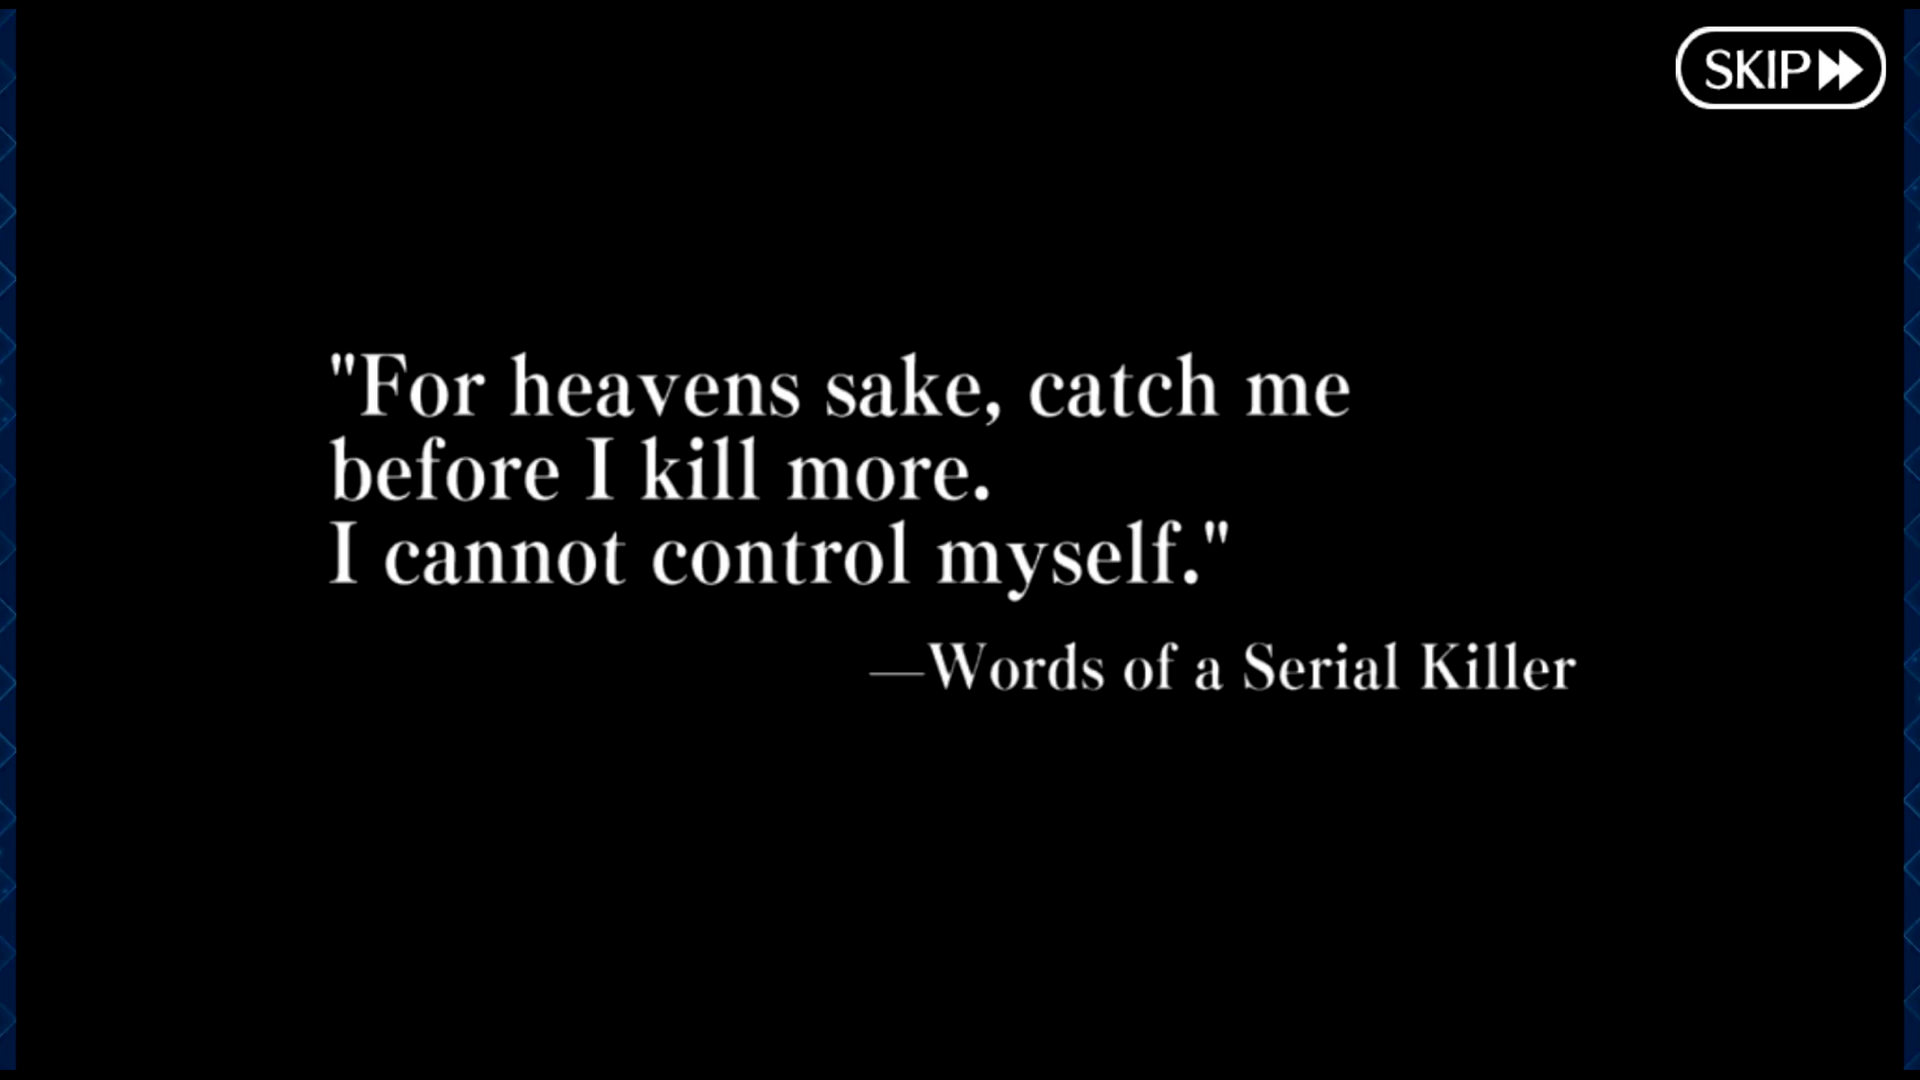 SKIP
"For heavens sake, catch me
before I kill more.
I cannot control myself."
—Words of a Serial Killer